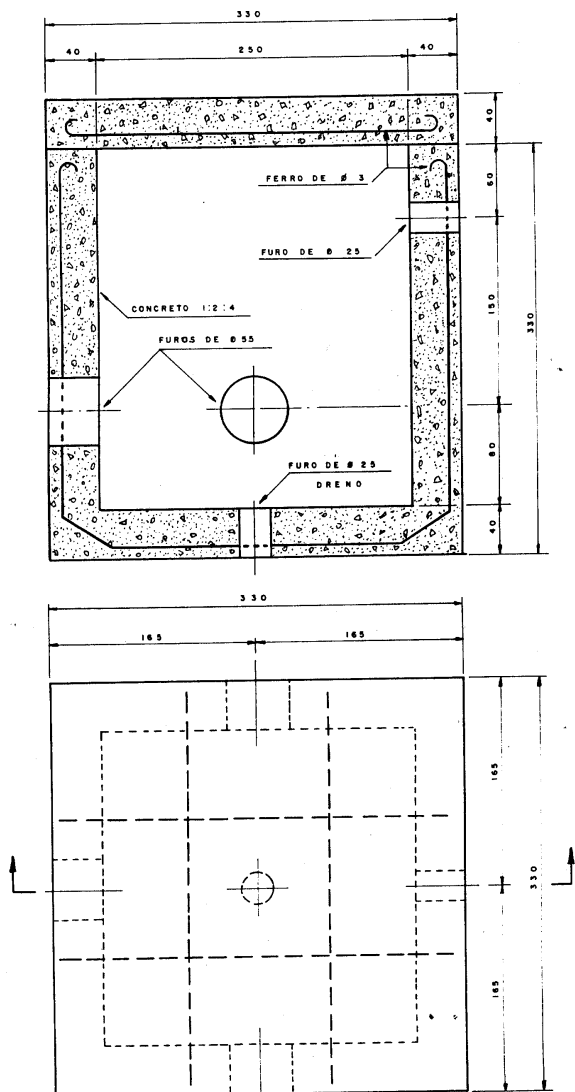 330
40 250 40
40
FERRO DE Ø 3
60
FURO DE Ø 25
CONCRETO 1:2:4
150
330
FUROS DE Ø 55
FURO DE Ø 25
DRENO
80
40
330
165 165
165
330
165